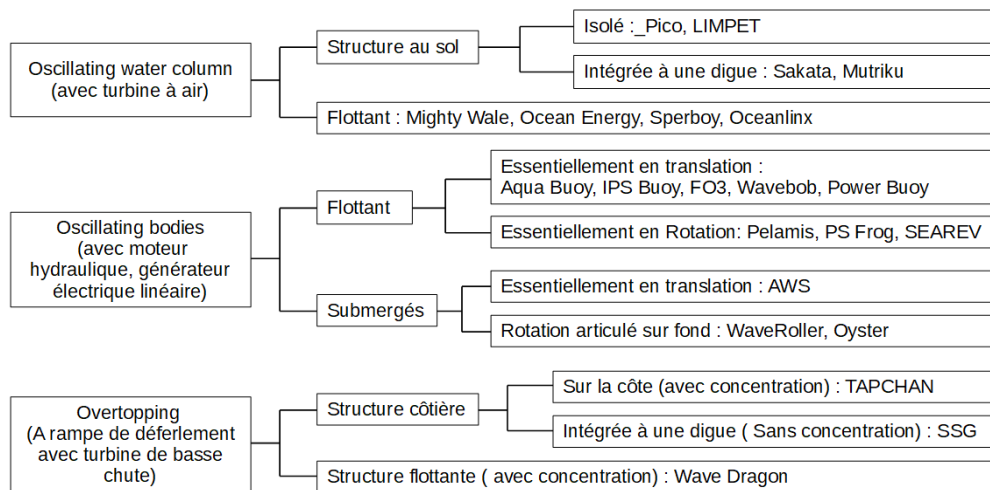 Oscillating water column
(avec turbine à air)
Structure au sol
Isolé :_Pico, LIMPET
Intégrée à une digue : Sakata, Mutriku
Flottant : Mighty Wale, Ocean Energy, Sperboy, Oceanlinx
Oscillating bodies
(avec moteur
hydraulique, générateur
électrique linéaire)
Flottant
Essentiellement en translation :
Aqua Buoy, IPS Buoy, FO3, Wavebob, Power Buoy
Essentiellement en Rotation: Pelamis, PS Frog, SEAREV
Submergés
Essentiellement en translation : AWS
Rotation articulé sur fond : WaveRoller, Oyster
Overtopping
(A rampe de déferlement
avec turbine de basse
chute)
Structure côtière
Sur la côte (avec concentration) : TAPCHAN
Intégrée à une digue ( Sans concentration) : SSG
Structure flottante ( avec concentration) : Wave Dragon